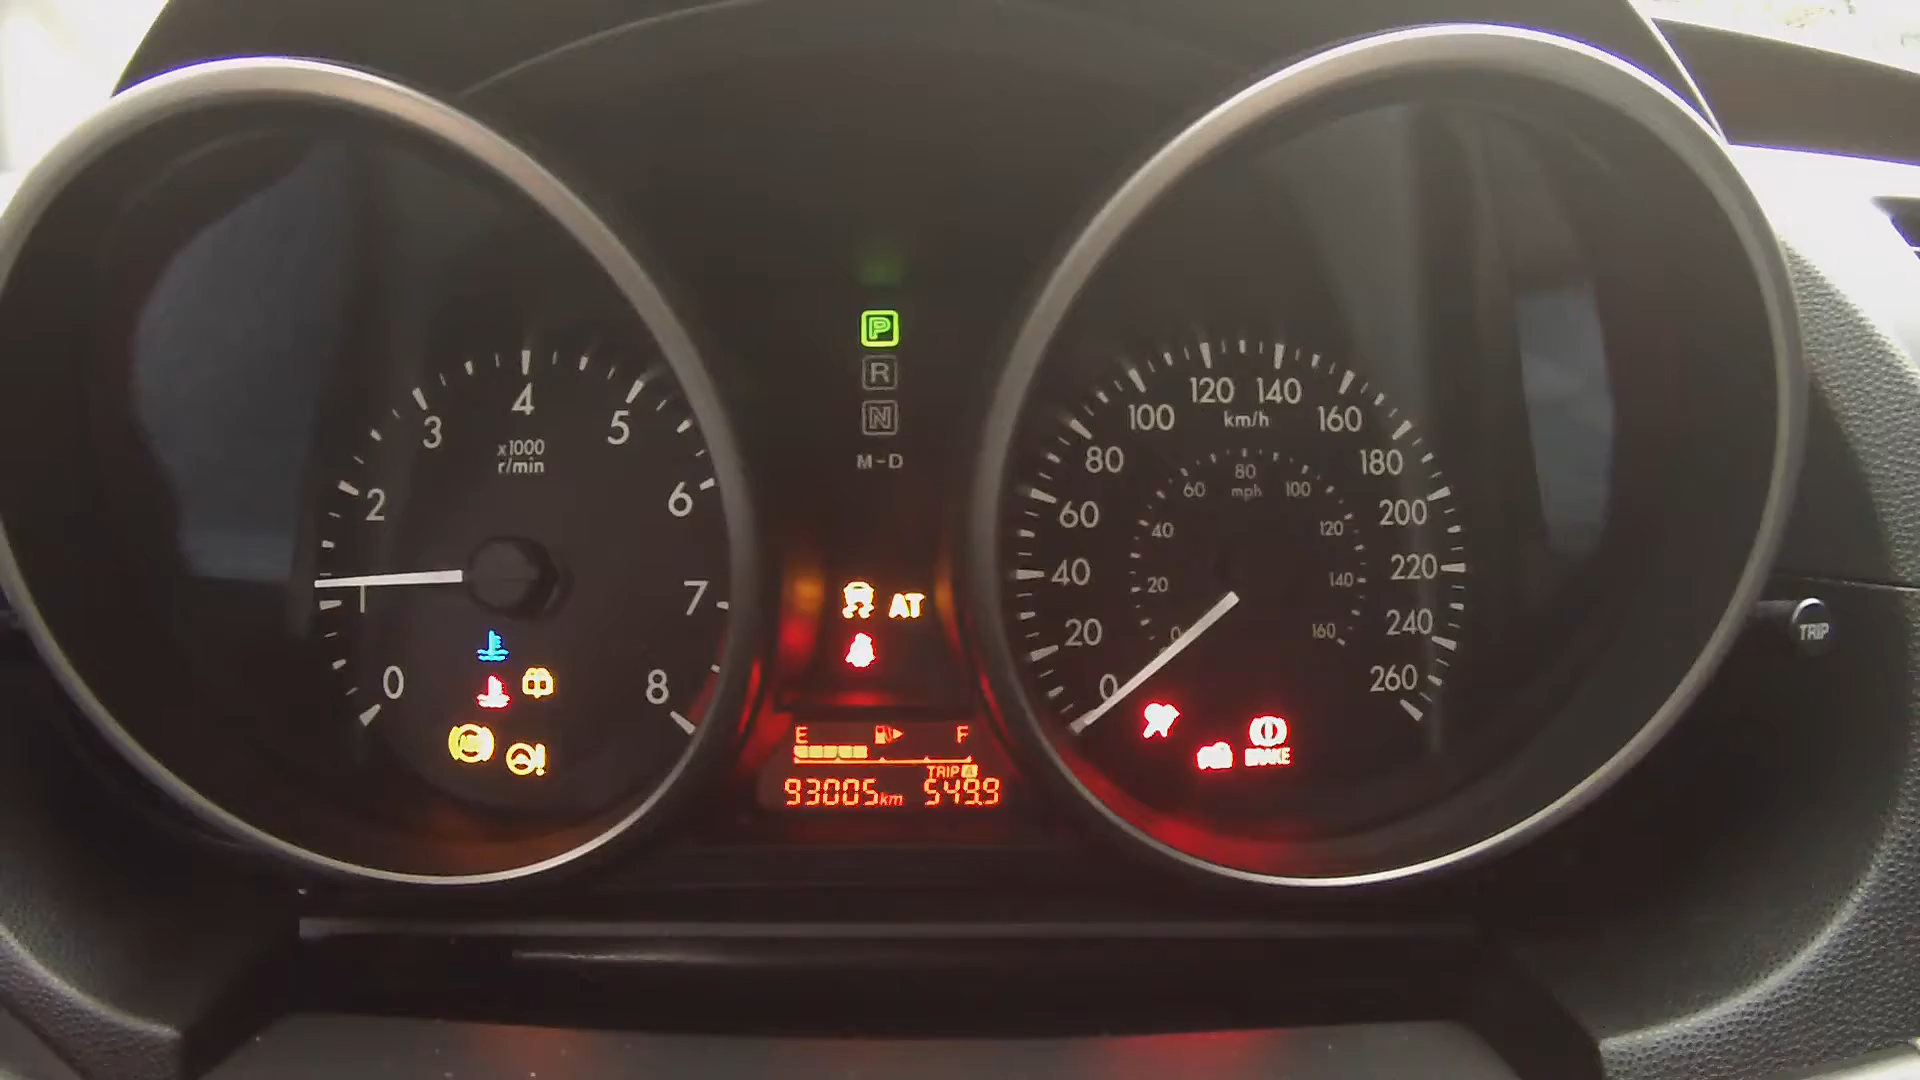 0
1
2
3
4
5
6
7
8
x1000
r/min
P
R
N
M-D
AT
E F
TRIP A
93005km 549.9
0
20
40
60
80
100
120
140
160
180
200
220
240
260
km/h
0
20
40
60
80
100
120
140
160
mph
BRAKE
TRIP